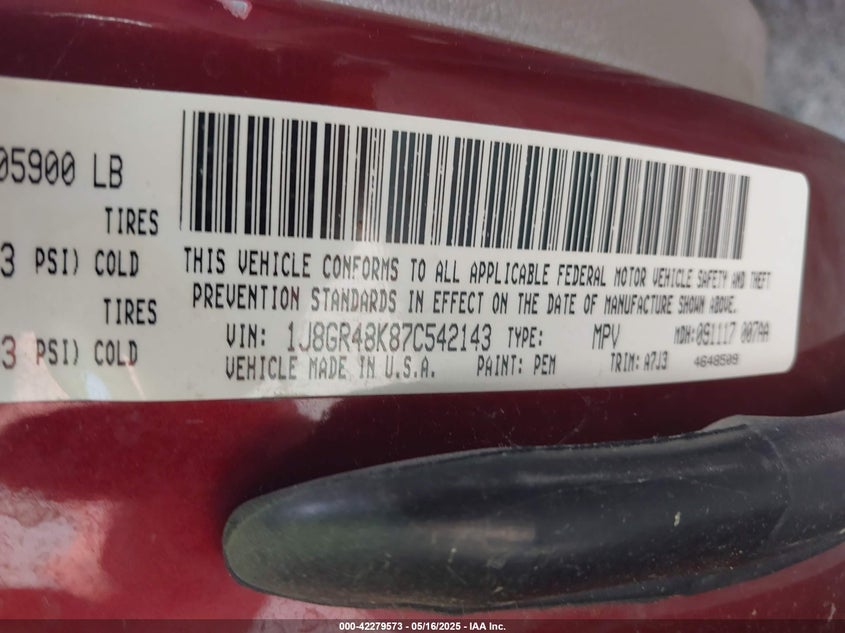 05900 LB
TIRES
3 PSI) COLD
TIRES
3 PSI) COLD
THIS VEHICLE CONFORMS TO ALL APPLICABLE FEDERAL MOTOR VEHICLE SAFETY AND THEFT
PREVENTION STANDARDS IN EFFECT ON THE DATE OF MANUFACTURE SHOWN ABOVE.
VIN: 1J8GR48K87C542143 TYPE: MPV MDH: 091117 007AA
VEHICLE MADE IN U.S.A. PAINT: PEM TRIM: A7J3 4648509
000-42279573 — 05/16/2025 — IAA Inc.